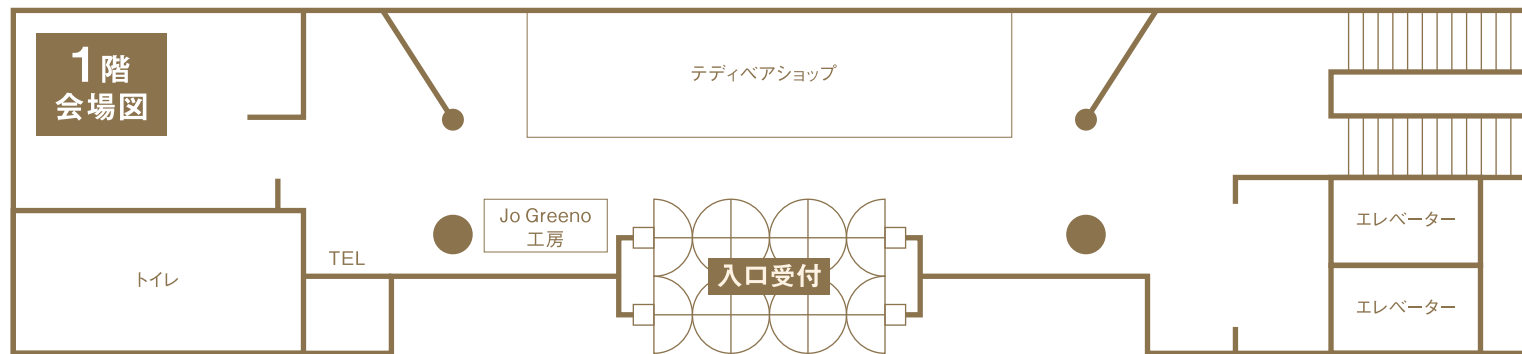 1階
会場図
テディベアショップ
Jo Greeno
工房
TEL
トイレ
入口受付
エレベーター
エレベーター